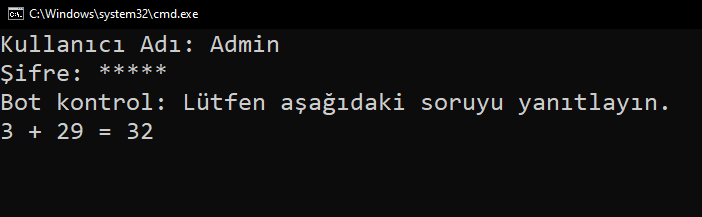 C:\Windows\system32\cmd.exe
Kullanıcı Adı: Admin
Şifre: *****
Bot kontrol: Lütfen aşağıdaki soruyu yanıtlayın.
3 + 29 = 32